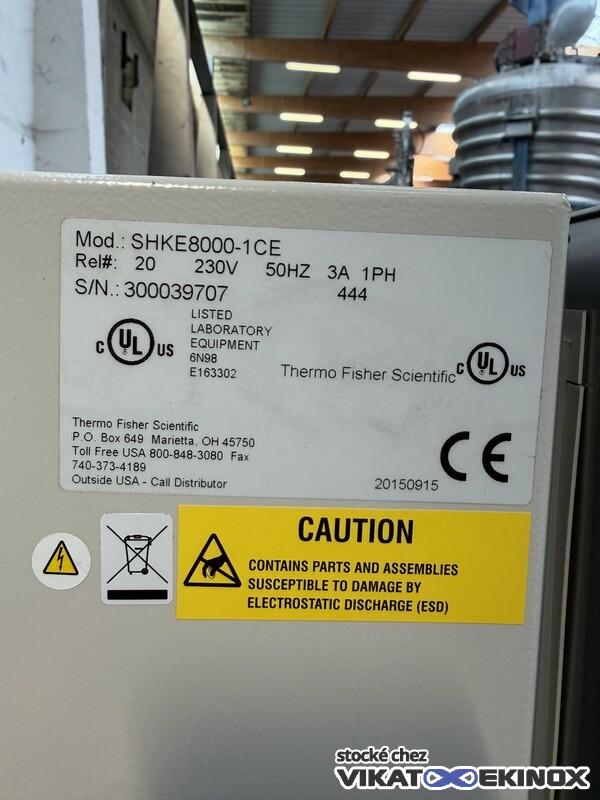 Mod.: SHKE8000-1CE
Rel#: 20 230V 50HZ 3A 1PH
S/N.: 300039707 444
LISTED
LABORATORY
EQUIPMENT
6N98
E163302
C UL US
Thermo Fisher Scientific
C UL US
Thermo Fisher Scientific
P.O. Box 649 Marietta, OH 45750
Toll Free USA 800-848-3080 Fax
740-373-4189
Outside USA - Call Distributor
20150915
CE
CAUTION
CONTAINS PARTS AND ASSEMBLIES
SUSCEPTIBLE TO DAMAGE BY
ELECTROSTATIC DISCHARGE (ESD)
stocké chez
VIKAT EKINOX